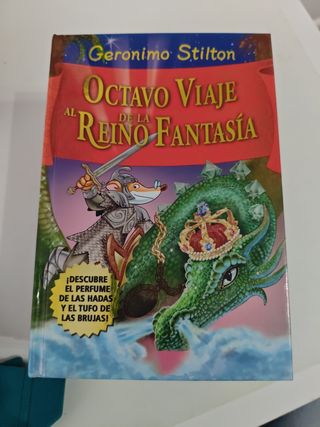 Geronimo Stilton
OCTAVO VIAJE
AL REINO DE LA FANTASÍA
¡DESCUBRE
EL PERFUME
DE LAS HADAS
Y EL TUFO DE
LAS BRUJAS!